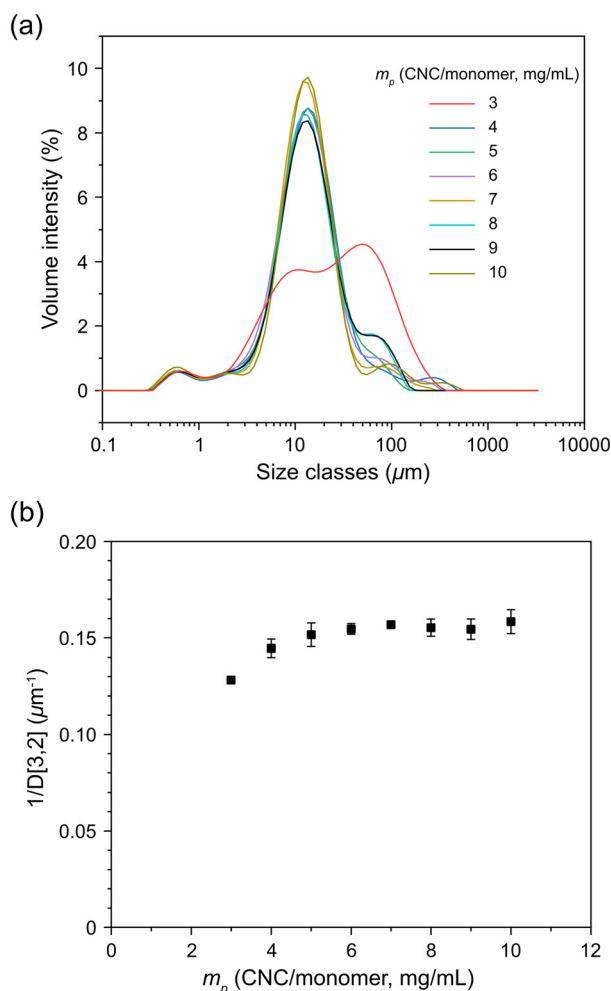 (a)
10
8
6
4
2
0
Volume intensity (%)
m_p (CNC/monomer, mg/mL)
3
4
5
6
7
8
9
10
0.1 1 10 100 1000 10000
Size classes (µm)
(b)
0.20
0.15
0.10
0.05
0
1/D[3,2] (µm⁻¹)
0 2 4 6 8 10 12
m_p (CNC/monomer, mg/mL)